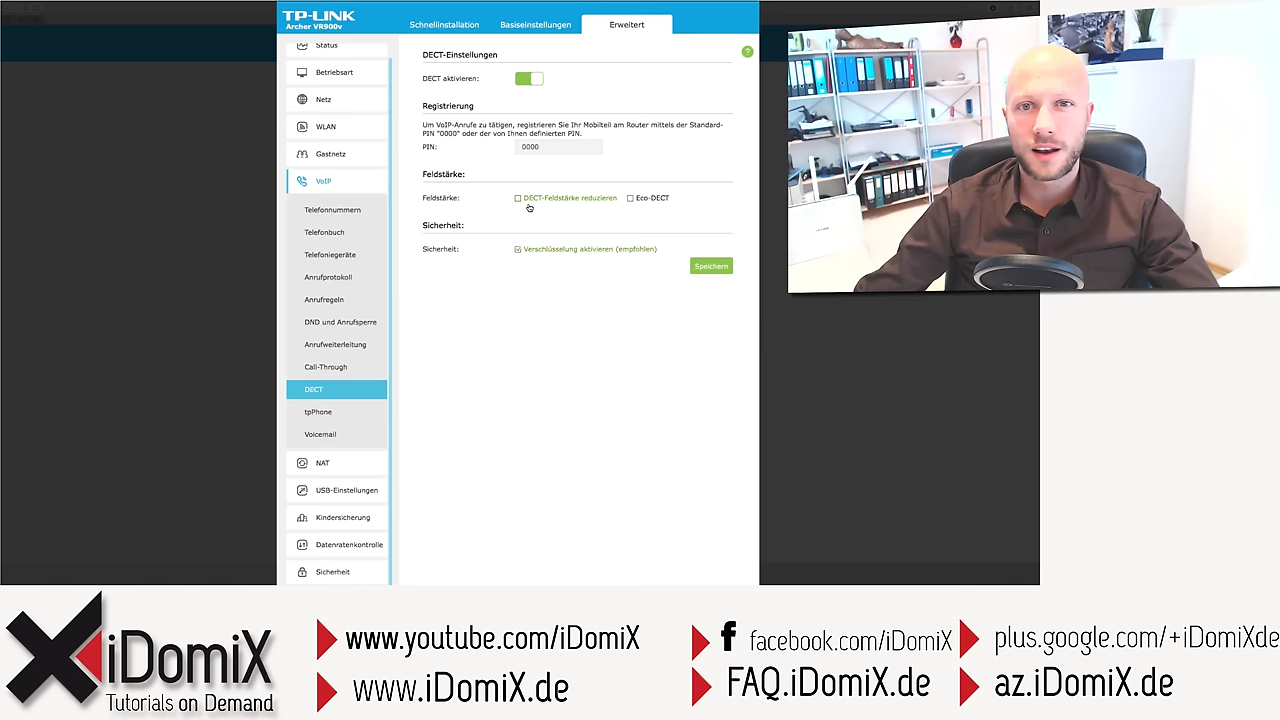 TP-LINK
Archer VR900v
Schnellinstallation
Basiseinstellungen
Erweitert
Status
Betriebsart
Netz
WLAN
Gastnetz
VoIP
Telefonnummern
Telefonbuch
Telefoniegeräte
Anrufprotokoll
Anrufregeln
DND und Anrufsperre
Anrufweiterleitung
Call-Through
DECT
tpPhone
Voicemail
NAT
USB-Einstellungen
Kindersicherung
Datenratenkontrolle
Sicherheit
DECT-Einstellungen
?
DECT aktivieren:
Registrierung
Um VoIP-Anrufe zu tätigen, registrieren Sie Ihr Mobilteil am Router mittels der Standard-
PIN "0000" oder der von Ihnen definierten PIN.
PIN: 0000
Feldstärke:
Feldstärke: DECT-Feldstärke reduzieren Eco-DECT
Sicherheit:
Sicherheit: Verschlüsselung aktivieren (empfohlen)
Speichern
iDomiX
Tutorials on Demand
www.youtube.com/iDomiX
www.iDomiX.de
f facebook.com/iDomiX
FAQ.iDomiX.de
plus.google.com/+iDomiXde
az.iDomiX.de